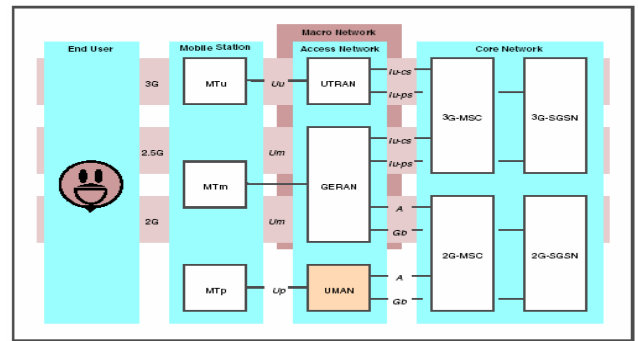 Macro Network
End User
Mobile Station
Access Network
Core Network
3G
MTu
Uu
UTRAN
Iu-cs
Iu-ps
3G-MSC
3G-SGSN
2.5G
Um
Iu-cs
Iu-ps
MTm
GERAN
2G
Um
A
Gb
2G-MSC
2G-SGSN
MTp
Up
UMAN
A
Gb